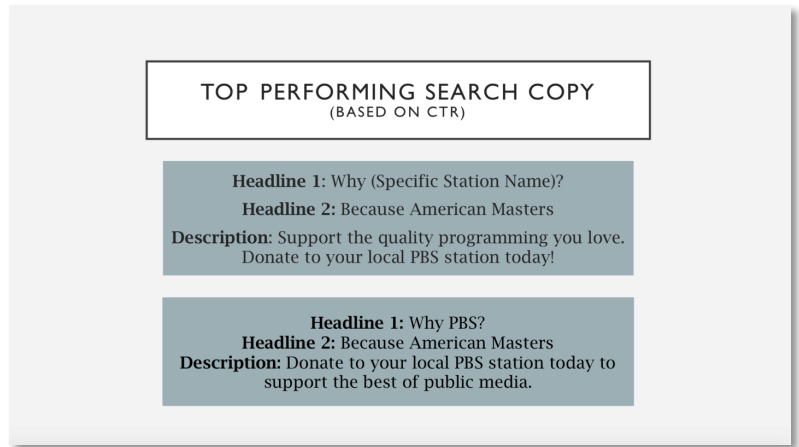 TOP PERFORMING SEARCH COPY
(BASED ON CTR)
Headline 1: Why (Specific Station Name)?
Headline 2: Because American Masters
Description: Support the quality programming you love.
Donate to your local PBS station today!
Headline 1: Why PBS?
Headline 2: Because American Masters
Description: Donate to your local PBS station today to
support the best of public media.